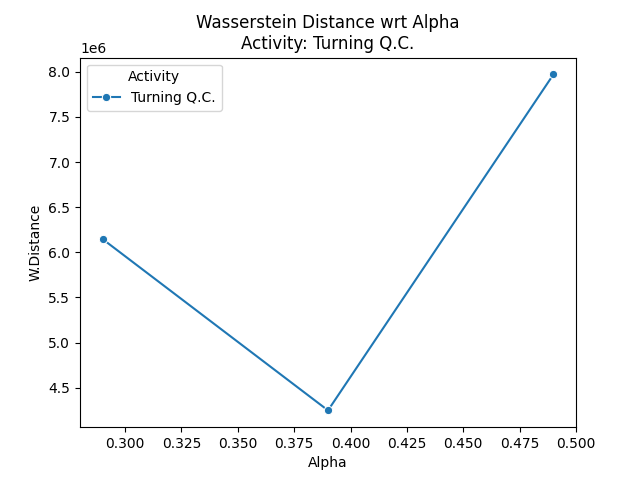 Wasserstein Distance wrt Alpha
Activity: Turning Q.C.
1e6
Activity
Turning Q.C.
8.0
7.5
7.0
6.5
6.0
5.5
5.0
4.5
W.Distance
0.300 0.325 0.350 0.375 0.400 0.425 0.450 0.475 0.500
Alpha